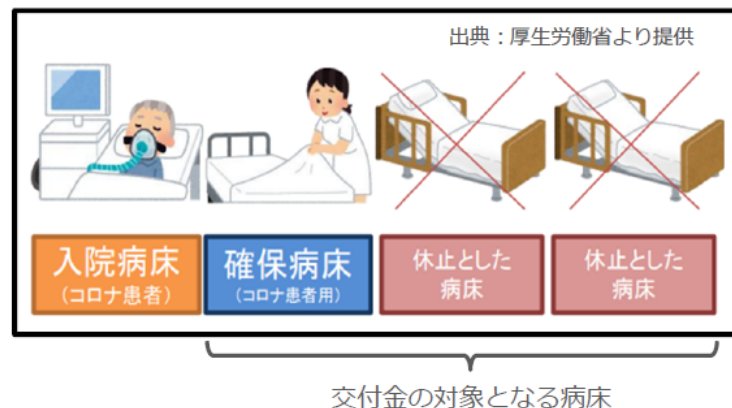 出典：厚生労働省より提供
入院病床
（コロナ患者）
確保病床
（コロナ患者用）
休止とした
病床
休止とした
病床
交付金の対象となる病床